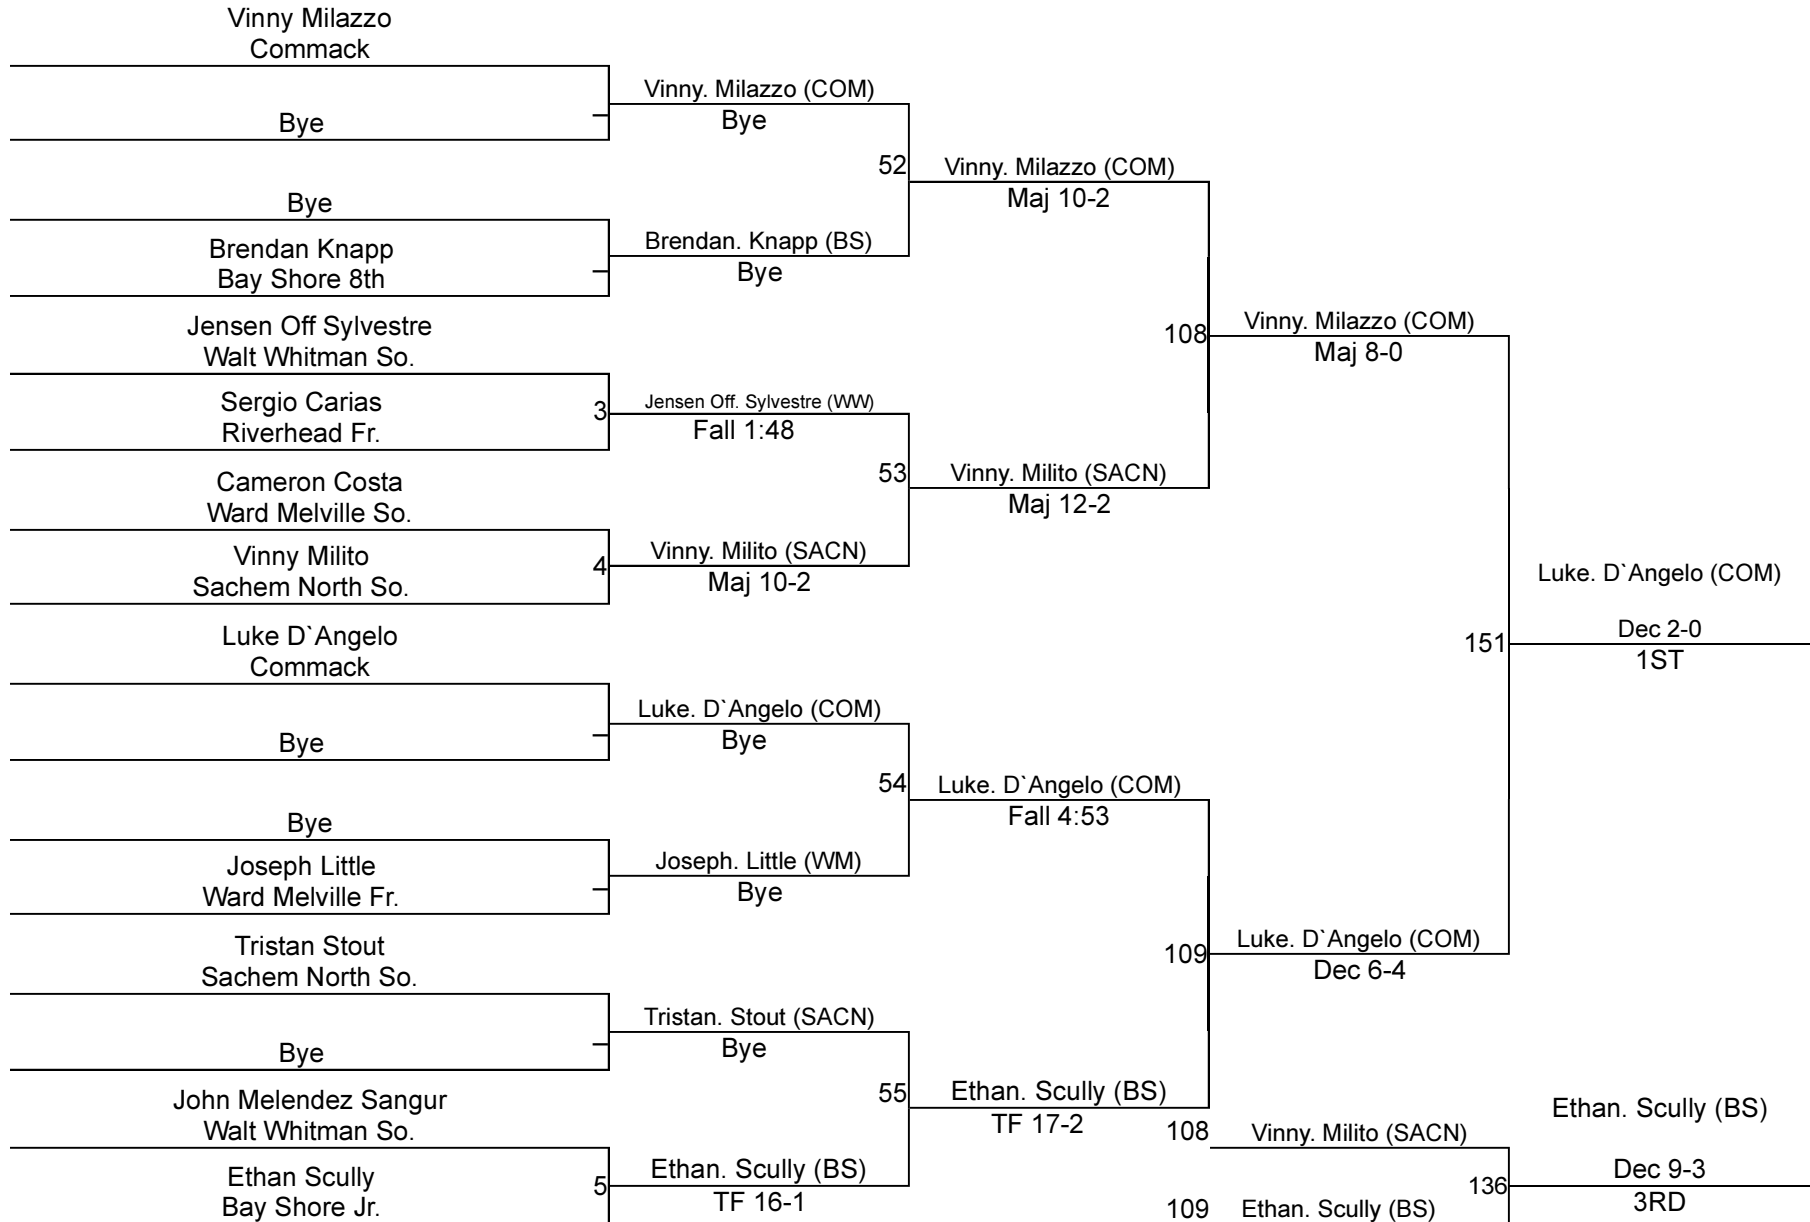 Vinny Milazzo
Commack
Bye
Bye
Brendan Knapp
Bay Shore 8th
Jensen Off Sylvestre
Walt Whitman So.
Sergio Carias
Riverhead Fr.
3
Cameron Costa
Ward Melville So.
Vinny Milito
Sachem North So.
4
Luke D`Angelo
Commack
Bye
Bye
Joseph Little
Ward Melville Fr.
Tristan Stout
Sachem North So.
Bye
John Melendez Sangur
Walt Whitman So.
Ethan Scully
Bay Shore Jr.
5
Vinny. Milazzo (COM)
Bye
52
Brendan. Knapp (BS)
Bye
Jensen Off. Sylvestre (WW)
Fall 1:48
53
Vinny. Milito (SACN)
Maj 10-2
Luke. D`Angelo (COM)
Bye
54
Joseph. Little (WM)
Bye
Tristan. Stout (SACN)
Bye
55
Ethan. Scully (BS)
TF 16-1
Vinny. Milazzo (COM)
Maj 10-2
108
Vinny. Milito (SACN)
Maj 12-2
Luke. D`Angelo (COM)
Fall 4:53
109
Ethan. Scully (BS)
TF 17-2
Vinny. Milazzo (COM)
Maj 8-0
151
Luke. D`Angelo (COM)
Dec 6-4
Luke. D`Angelo (COM)
Dec 2-0
1ST
108
Vinny. Milito (SACN)
136
109
Ethan. Scully (BS)
Ethan. Scully (BS)
Dec 9-3
3RD